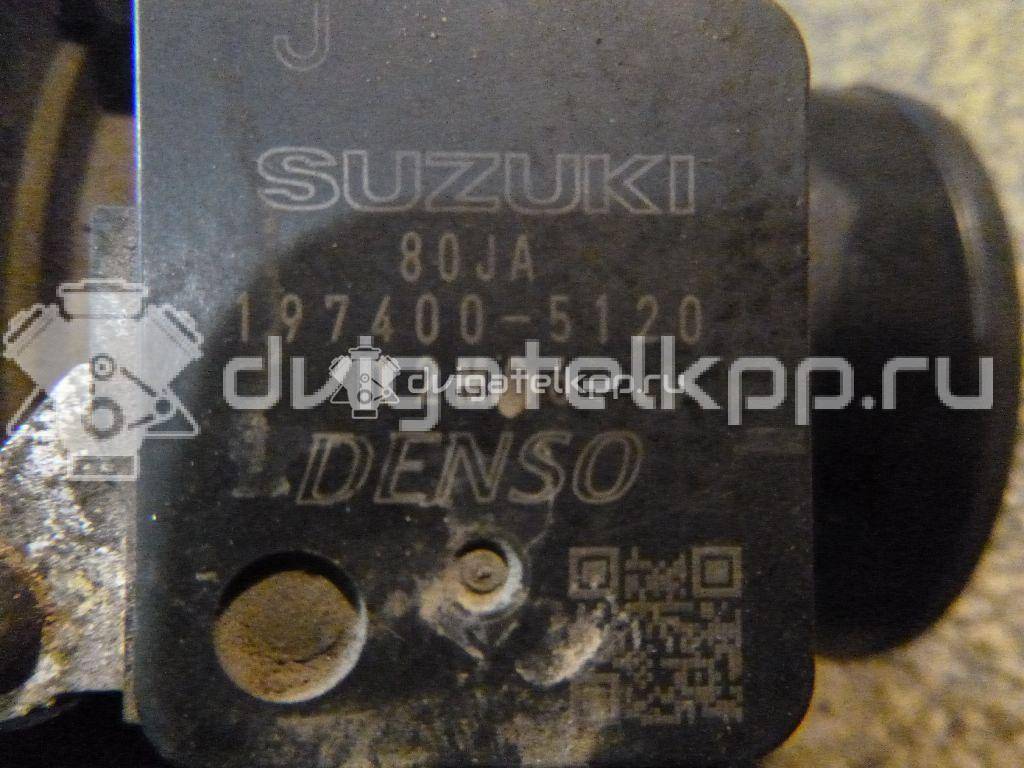 J
SUZUKI
80JA
197400-5120
dvigatelkpp.ru
dvigatelkpp.ru
DENSO